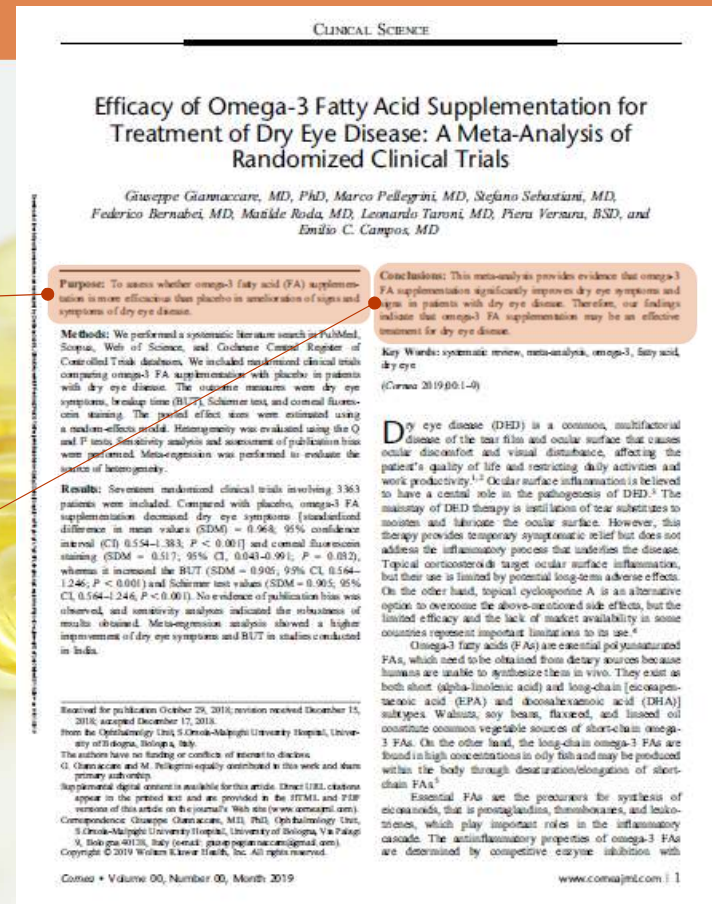 CLINICAL SCIENCE
Efficacy of Omega-3 Fatty Acid Supplementation for
Treatment of Dry Eye Disease: A Meta-Analysis of
Randomized Clinical Trials
Giuseppe Giannaccare, MD, PhD, Marco Pellegrini, MD, Stefano Sebastiani, MD,
Federico Bernabei, MD, Matilde Roda, MD, Leonardo Taroni, MD, Piera Versura, BSD, and
Emilio C. Campos, MD
Purpose: To assess whether omega-3 fatty acid (FA) supplemen-
tation is more efficacious than placebo in amelioration of signs and
symptoms of dry eye disease.
Methods: We performed a systematic literature search in PubMed,
Scopus, Web of Science, and Cochrane Central Register of
Controlled Trials databases. We included randomized clinical trials
comparing omega-3 FA supplementation with placebo in patients
with dry eye disease. The outcome measures were dry eye
symptoms, breakup time (BUT), Schirmer test, and corneal fluores-
cein staining. The pooled effect sizes were estimated using
a random-effects model. Heterogeneity was evaluated using the Q
and I² tests. Sensitivity analysis and assessment of publication bias
were performed. Meta-regression was performed to evaluate the
source of heterogeneity.
Results: Seventeen randomized clinical trials involving 3363
patients were included. Compared with placebo, omega-3 FA
supplementation decreased dry eye symptoms [standardized
difference in mean values (SDM) = 0.968; 95% confidence
interval (CI) 0.554–1.383; P < 0.001] and corneal fluorescein
staining (SDM = 0.517; 95% CI, 0.043–0.991; P = 0.032),
whereas it increased the BUT (SDM = 0.905; 95% CI, 0.564–
1.246; P < 0.001) and Schirmer test values (SDM = 0.905; 95%
CI, 0.564–1.246; P < 0.001). No evidence of publication bias was
observed, and sensitivity analyses indicated the robustness of
results obtained. Meta-regression analysis showed a higher
improvement of dry eye symptoms and BUT in studies conducted
in India.
Conclusions: This meta-analysis provides evidence that omega-3
FA supplementation significantly improves dry eye symptoms and
signs in patients with dry eye disease. Therefore, our findings
indicate that omega-3 FA supplementation may be an effective
treatment for dry eye disease.
Key Words: systematic review, meta-analysis, omega-3, fatty acid,
dry eye
(Cornea 2019;00:1–9)
Dry eye disease (DED) is a common, multifactorial
disease of the tear film and ocular surface that causes
ocular discomfort and visual disturbance, affecting the
patient's quality of life and restricting daily activities and
work productivity.1,2 Ocular surface inflammation is believed
to have a central role in the pathogenesis of DED.3 The
mainstay of DED therapy is instillation of tear substitutes to
moisten and lubricate the ocular surface. However, this
therapy provides temporary symptomatic relief but does not
address the inflammatory process that underlies the disease.
Topical corticosteroids target ocular surface inflammation,
but their use is limited by potential long-term adverse effects.
On the other hand, topical cyclosporine A is an alternative
option to overcome the above-mentioned side effects, but the
limited efficacy and the lack of market availability in some
countries represent important limitations to its use.4
Omega-3 fatty acids (FAs) are essential polyunsaturated
FAs, which need to be obtained from dietary sources because
humans are unable to synthesize them in vivo. They exist as
both short (alpha-linolenic acid) and long-chain [eicosapen-
taenoic acid (EPA) and docosahexaenoic acid (DHA)]
subtypes. Walnuts, soy beans, flaxseed, and linseed oil
constitute common vegetable sources of short-chain omega-
3 FAs. On the other hand, the long-chain omega-3 FAs are
found in high concentrations in oily fish and may be produced
within the body through desaturation/elongation of short-
chain FAs.5
Essential FAs are the precursors for synthesis of
eicosanoids, that is prostaglandins, thromboxanes, and leuko-
trienes, which play important roles in the inflammatory
cascade. The antiinflammatory properties of omega-3 FAs
are determined by competitive enzyme inhibition with
Received for publication October 29, 2018; revision received December 15,
2018; accepted December 17, 2018.
From the Ophthalmology Unit, S.Orsola-Malpighi University Hospital, Univer-
sity of Bologna, Bologna, Italy.
The authors have no funding or conflicts of interest to disclose.
G. Giannaccare and M. Pellegrini equally contributed in this work and share
primary authorship.
Supplemental digital content is available for this article. Direct URL citations
appear in the printed text and are provided in the HTML and PDF
versions of this article on the journal's Web site (www.corneajrnl.com).
Correspondence: Giuseppe Giannaccare, MD, PhD, Ophthalmology Unit,
S.Orsola-Malpighi University Hospital, University of Bologna, Via Palagi
9, Bologna 40138, Italy (e-mail: giuseppegiannaccare@gmail.com).
Copyright © 2019 Wolters Kluwer Health, Inc. All rights reserved.
Cornea • Volume 00, Number 00, Month 2019
www.corneajrnl.com | 1